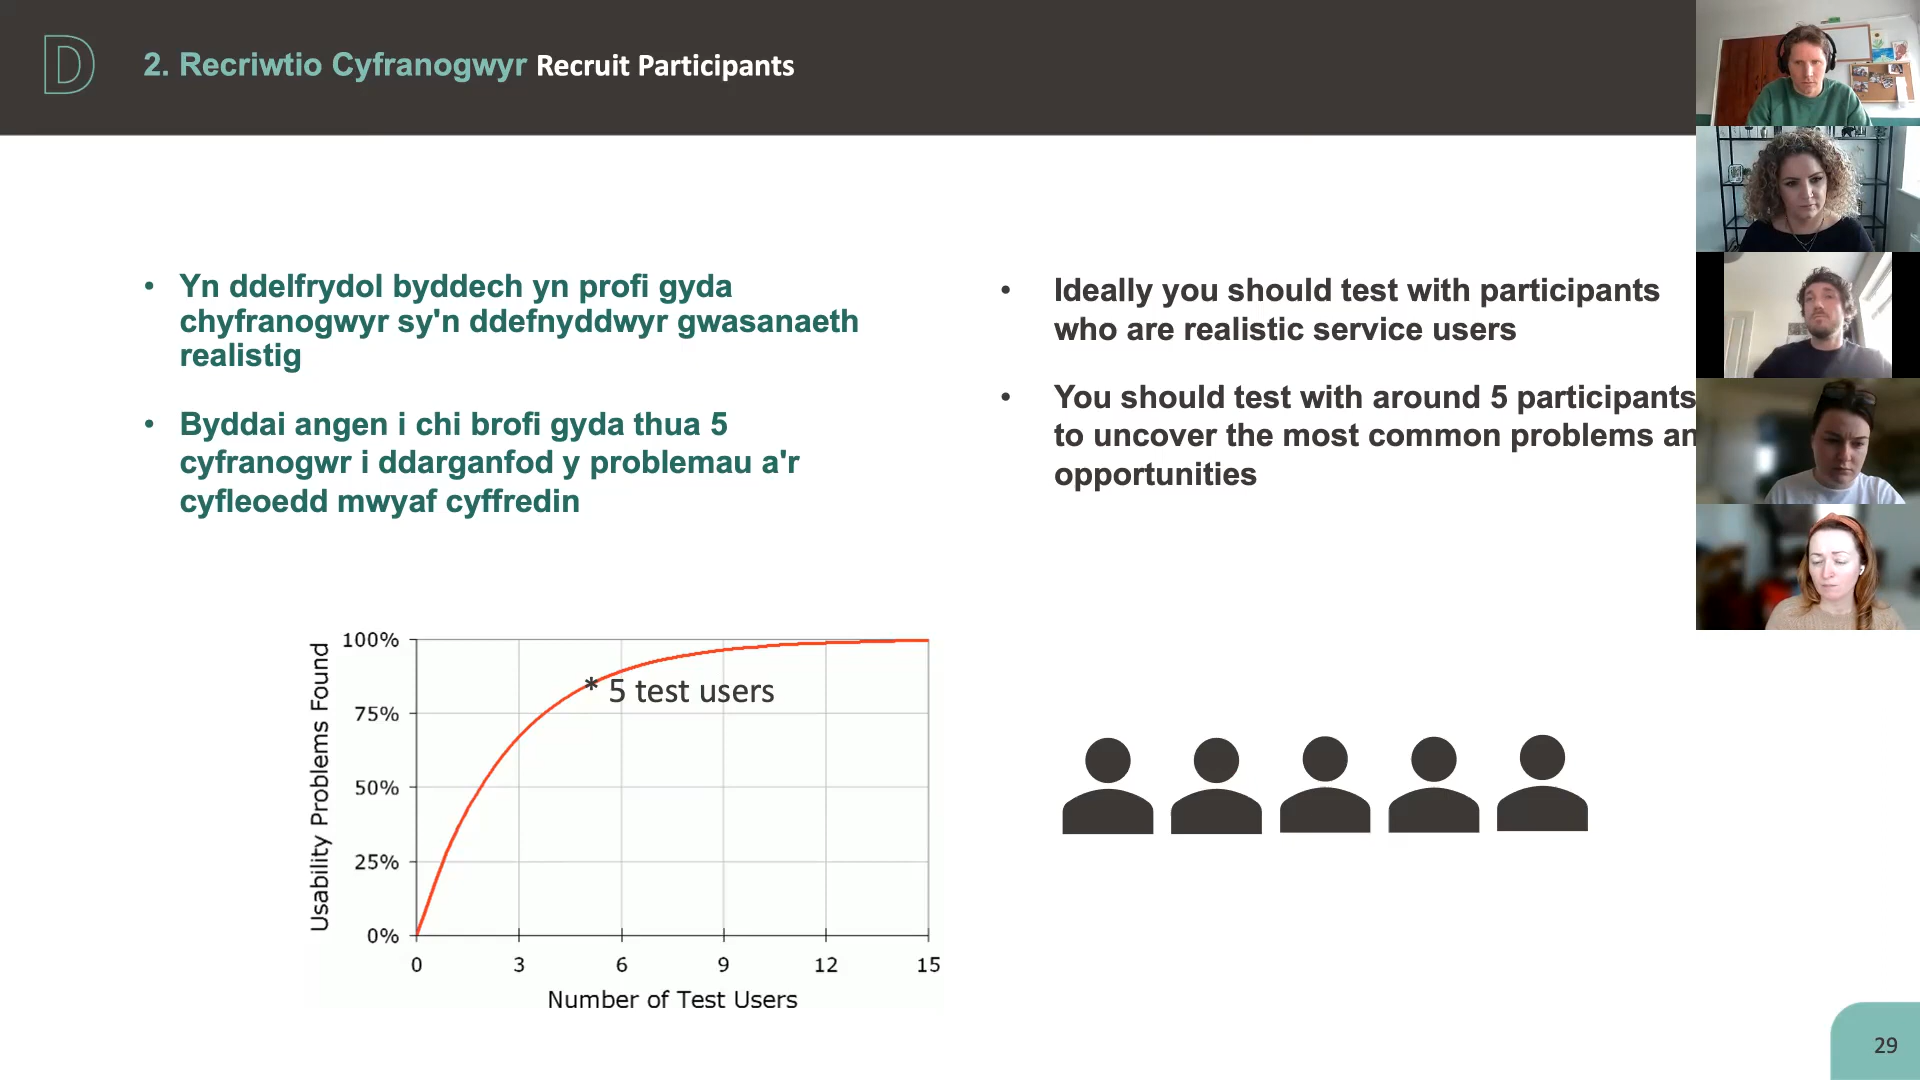 D
2. Recriwtio Cyfranogwyr Recruit Participants
• Yn ddelfrydol byddech yn profi gyda
chyfranogwyr sy'n ddefnyddwyr gwasanaeth
realistig
• Byddai angen i chi brofi gyda thua 5
cyfranogwr i ddarganfod y problemau a'r
cyfleoedd mwyaf cyffredin
• Ideally you should test with participants
who are realistic service users
• You should test with around 5 participants
to uncover the most common problems an
opportunities
Usability Problems Found
100%
75%
50%
25%
0%
* 5 test users
0 3 6 9 12 15
Number of Test Users
29